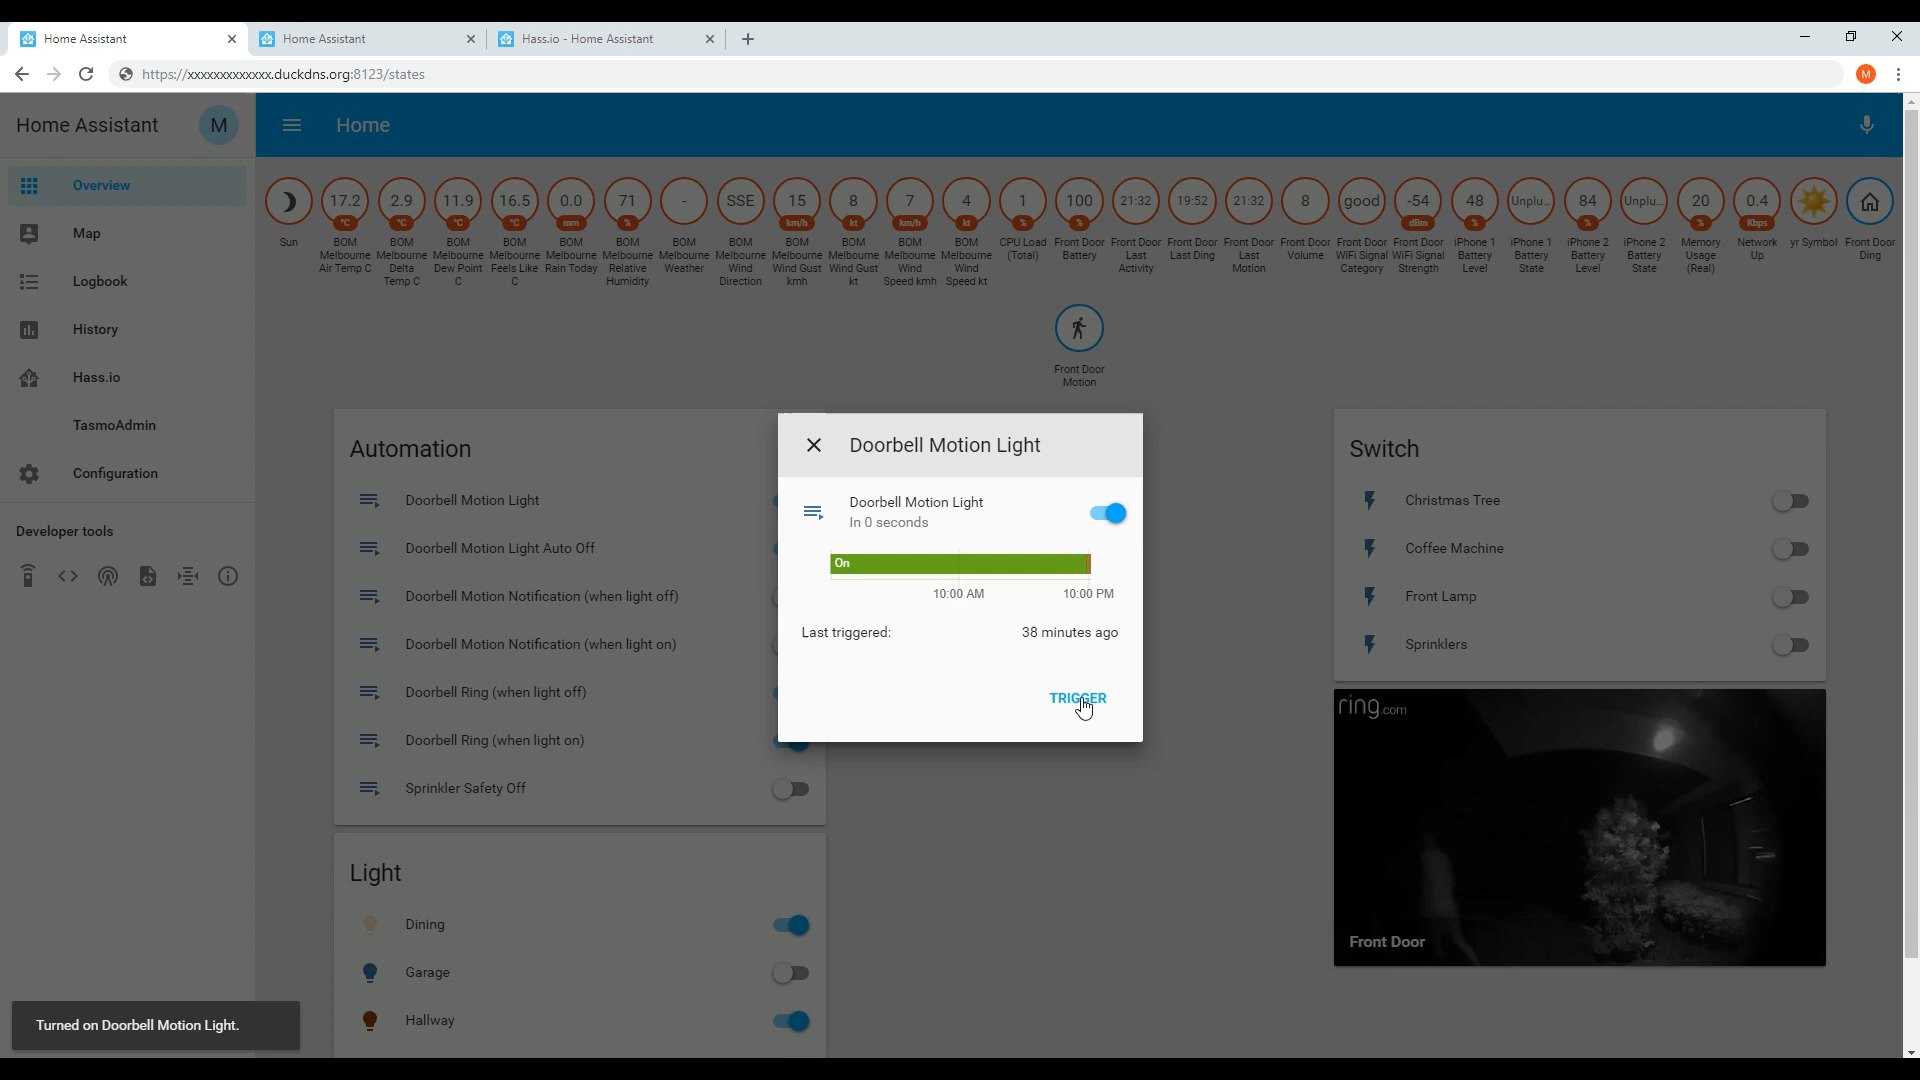 Home Assistant
Home Assistant
Hass.io - Home Assistant
https://xxxxxxxxxxxxx.duckdns.org:8123/states
M
Home Assistant
M
Home
Overview
Map
Logbook
History
Hass.io
TasmoAdmin
Configuration
Developer tools
Sun
17.2
°C
BOM
Melbourne
Air Temp C
2.9
°C
BOM
Melbourne
Delta
Temp C
11.9
°C
BOM
Melbourne
Dew Point
C
16.5
°C
BOM
Melbourne
Feels Like
C
0.0
mm
BOM
Melbourne
Rain Today
71
%
BOM
Melbourne
Relative
Humidity
-
BOM
Melbourne
Weather
SSE
BOM
Melbourne
Wind
Direction
15
km/h
BOM
Melbourne
Wind Gust
kmh
8
kt
BOM
Melbourne
Wind Gust
kt
7
km/h
BOM
Melbourne
Wind
Speed kmh
4
kt
BOM
Melbourne
Wind
Speed kt
1
%
CPU Load
(Total)
100
%
Front Door
Battery
21:32
Front Door
Last
Activity
19:52
Front Door
Last Ding
21:32
Front Door
Last
Motion
8
Front Door
Volume
good
Front Door
WiFi Signal
Category
-54
dBm
Front Door
WiFi Signal
Strength
48
%
iPhone 1
Battery
Level
Unplu...
iPhone 1
Battery
State
84
%
iPhone 2
Battery
Level
Unplu...
iPhone 2
Battery
State
20
%
Memory
Usage
(Real)
0.4
Kbps
Network
Up
yr Symbol
Front Door
Ding
Front Door
Motion
Automation
Doorbell Motion Light
Doorbell Motion Light Auto Off
Doorbell Motion Notification (when light off)
Doorbell Motion Notification (when light on)
Doorbell Ring (when light off)
Doorbell Ring (when light on)
Sprinkler Safety Off
Light
Dining
Garage
Hallway
Doorbell Motion Light
Doorbell Motion Light
In 0 seconds
On
10:00 AM
10:00 PM
Last triggered:
38 minutes ago
TRIGGER
Switch
Christmas Tree
Coffee Machine
Front Lamp
Sprinklers
ring.com
Front Door
Turned on Doorbell Motion Light.